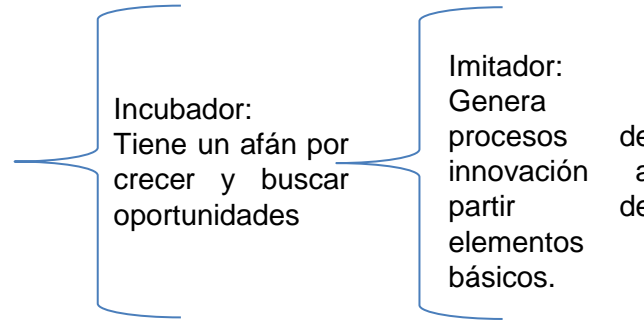 Incubador:
Tiene un afán por
crecer y buscar
oportunidades
Imitador:
Genera
procesos de
innovación a
partir de
elementos
básicos.